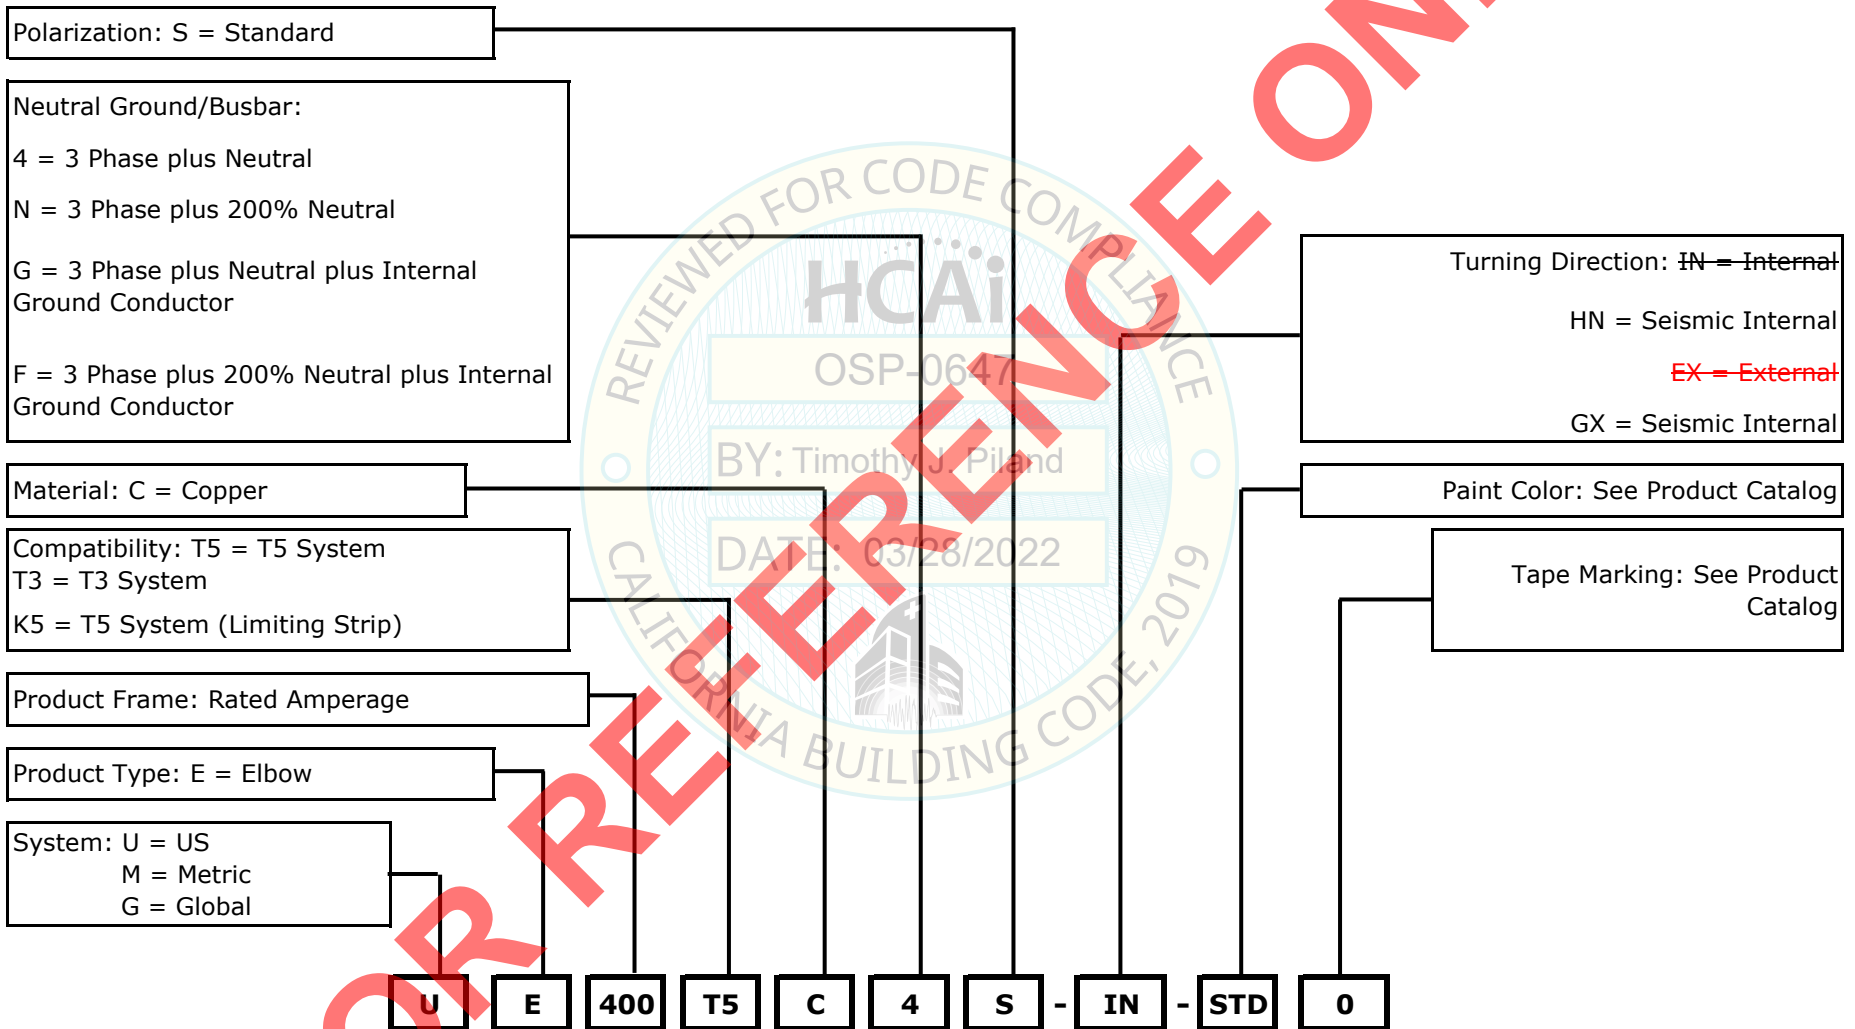 Polarization: S = Standard
Neutral Ground/Busbar:
4 = 3 Phase plus Neutral
N = 3 Phase plus 200% Neutral
G = 3 Phase plus Neutral plus Internal
Ground Conductor
F = 3 Phase plus 200% Neutral plus Internal
Ground Conductor
Material: C = Copper
Compatibility: T5 = T5 System
T3 = T3 System
K5 = T5 System (Limiting Strip)
Product Frame: Rated Amperage
Product Type: E = Elbow
System: U = US
M = Metric
G = Global
Turning Direction: IN = Internal
HN = Seismic Internal
EX = External
GX = Seismic Internal
Paint Color: See Product Catalog
Tape Marking: See Product
Catalog
U E 400 T5 C 4 S - IN - STD 0
REVIEWED FOR CODE COMPLIANCE
HCAi
OSP-0647
BY: Timothy J. Piland
DATE: 03/28/2022
CALIFORNIA BUILDING CODE, 2019
OR REFERENCE ON